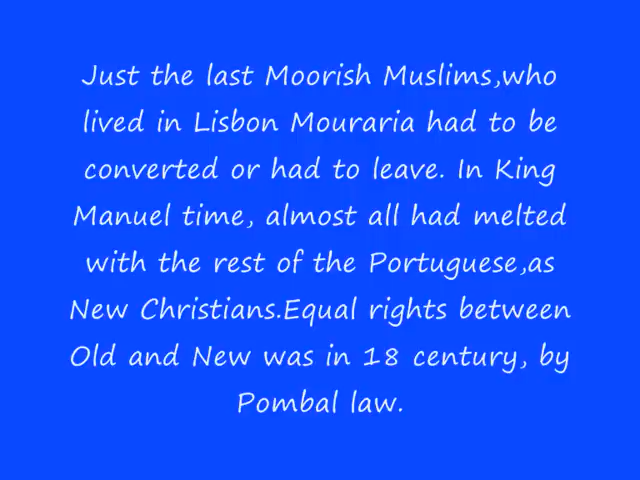 Just the last Moorish Muslims,who
lived in Lisbon Mouraria had to be
converted or had to leave. In King
Manuel time, almost all had melted
with the rest of the Portuguese,as
New Christians.Equal rights between
Old and New was in 18 century, by
Pombal law.